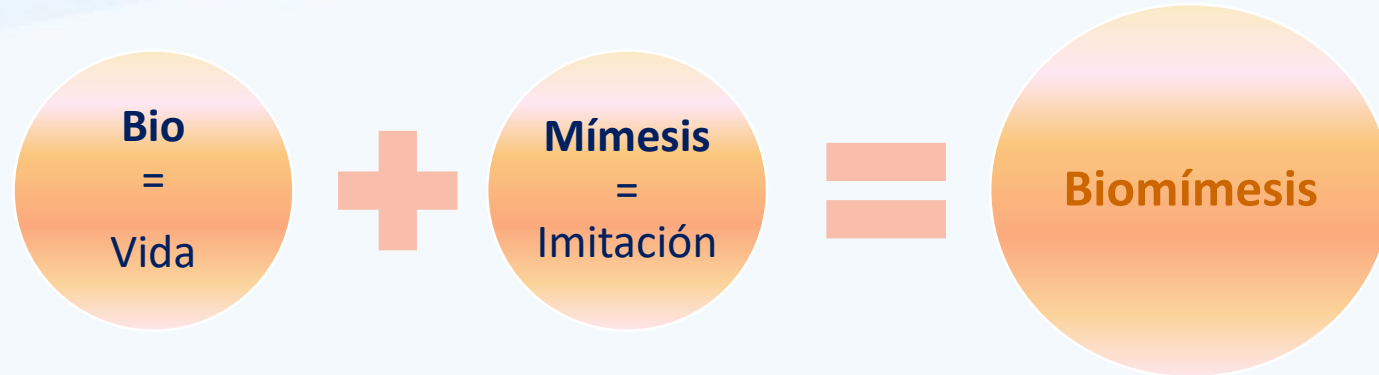 Bio
=
Vida
Mímesis
=
Imitación
Biomímesis